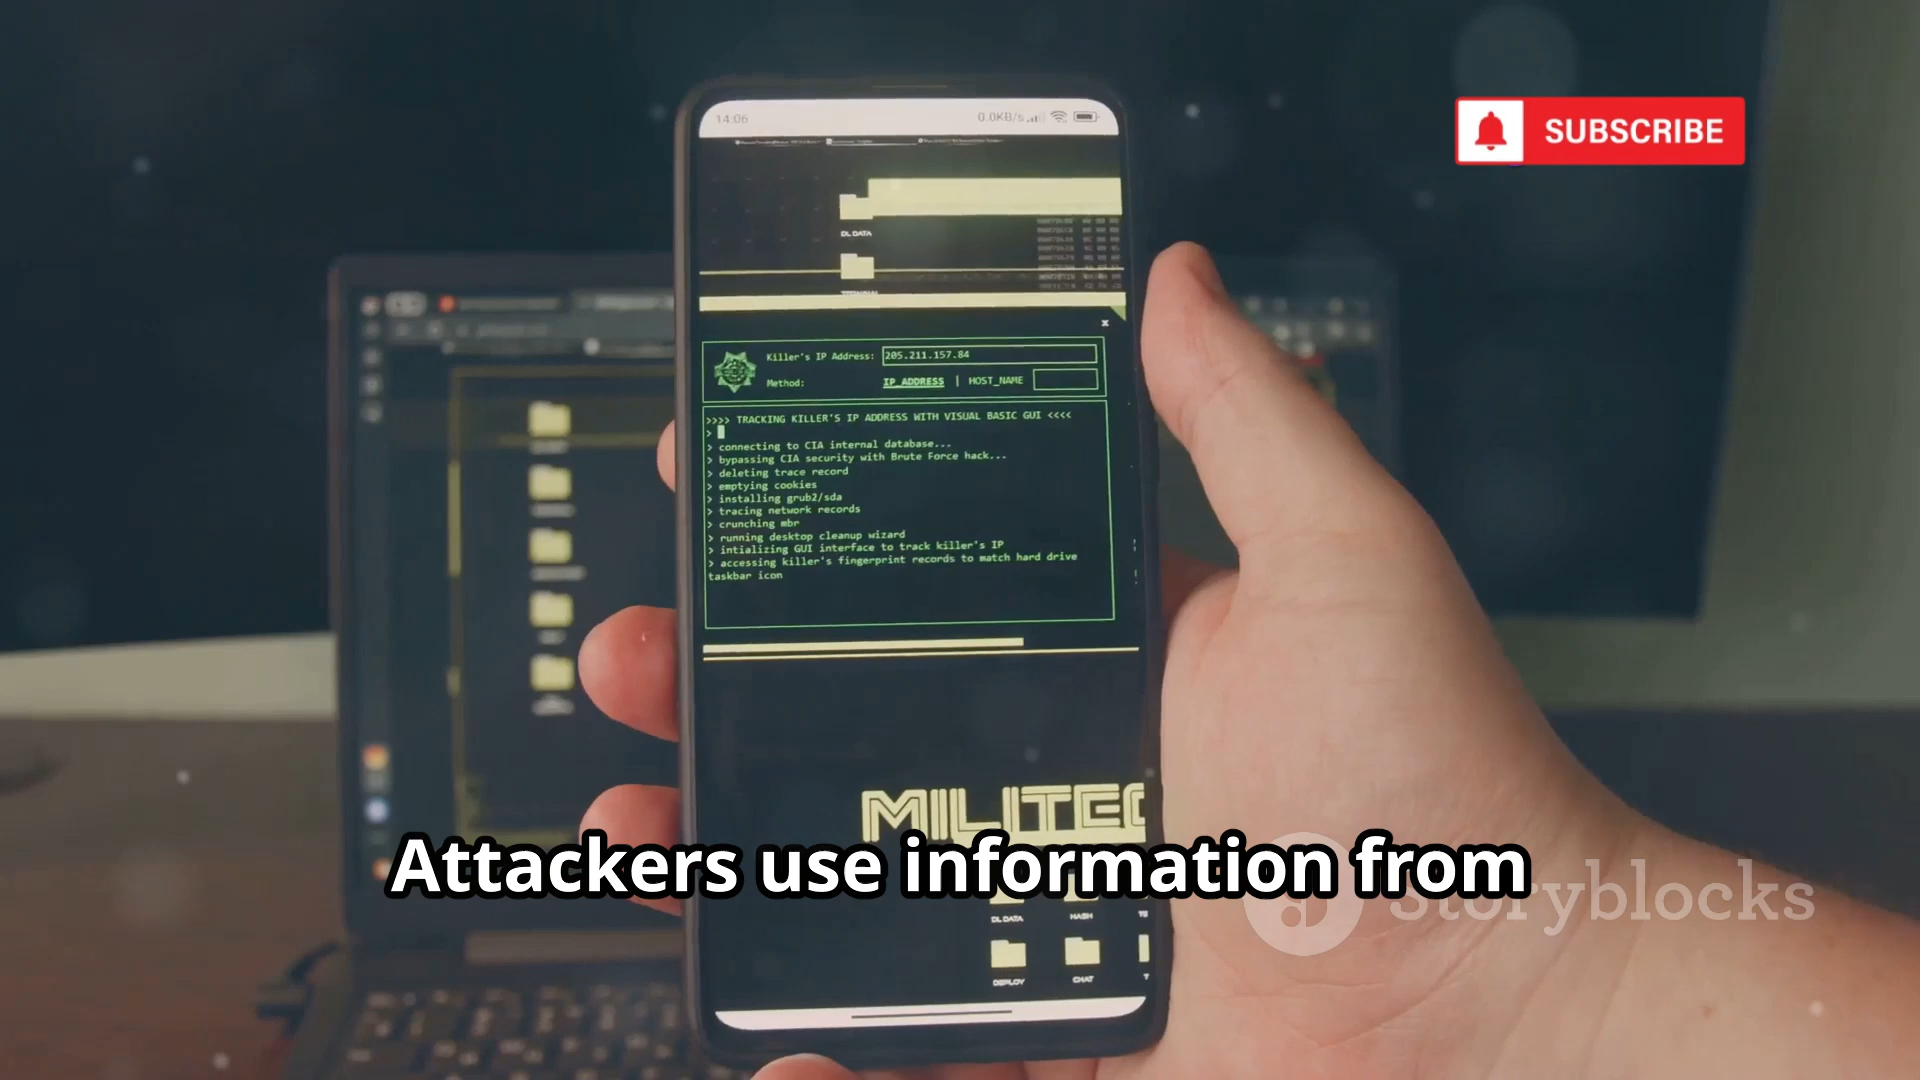 SUBSCRIBE
14:06
0.0KB/s
DL DATA
TERMINAL
x
Killer's IP Address: 205.211.157.84
Method: IP_ADDRESS | HOST_NAME
>>>> TRACKING KILLER'S IP ADDRESS WITH VISUAL BASIC GUI <<<<
>
> connecting to CIA internal database...
> bypassing CIA security with Brute Force hack...
> deleting trace record
> emptying cookies
> installing grub2/sda
> tracing network records
> crunching mbr
> running desktop cleanup wizard
> intializing GUI interface to track killer's IP
> accessing killer's fingerprint records to match hard drive
taskbar icon
MILITEC
Attackers use information from
Storyblocks
DL DATA HASH
DEPLOY CHAT